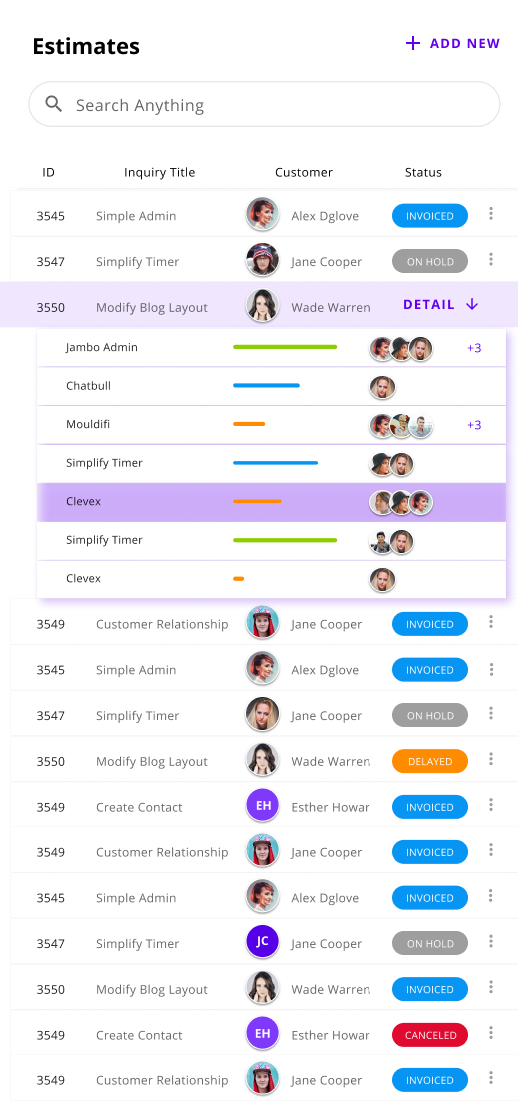 Estimates
ADD NEW
Search Anything
ID Inquiry Title Customer Status
3545 Simple Admin Alex Dglove INVOICED
3547 Simplify Timer Jane Cooper ON HOLD
3550 Modify Blog Layout Wade Warren DETAIL
Jambo Admin +3
Chatbull
Mouldifi +3
Simplify Timer
Clevex
Simplify Timer
Clevex
3549 Customer Relationship Jane Cooper INVOICED
3545 Simple Admin Alex Dglove INVOICED
3547 Simplify Timer Jane Cooper ON HOLD
3550 Modify Blog Layout Wade Warren DELAYED
3549 Create Contact EH Esther Howar INVOICED
3549 Customer Relationship Jane Cooper INVOICED
3545 Simple Admin Alex Dglove INVOICED
3547 Simplify Timer JC Jane Cooper ON HOLD
3550 Modify Blog Layout Wade Warren INVOICED
3549 Create Contact EH Esther Howar CANCELED
3549 Customer Relationship Jane Cooper INVOICED